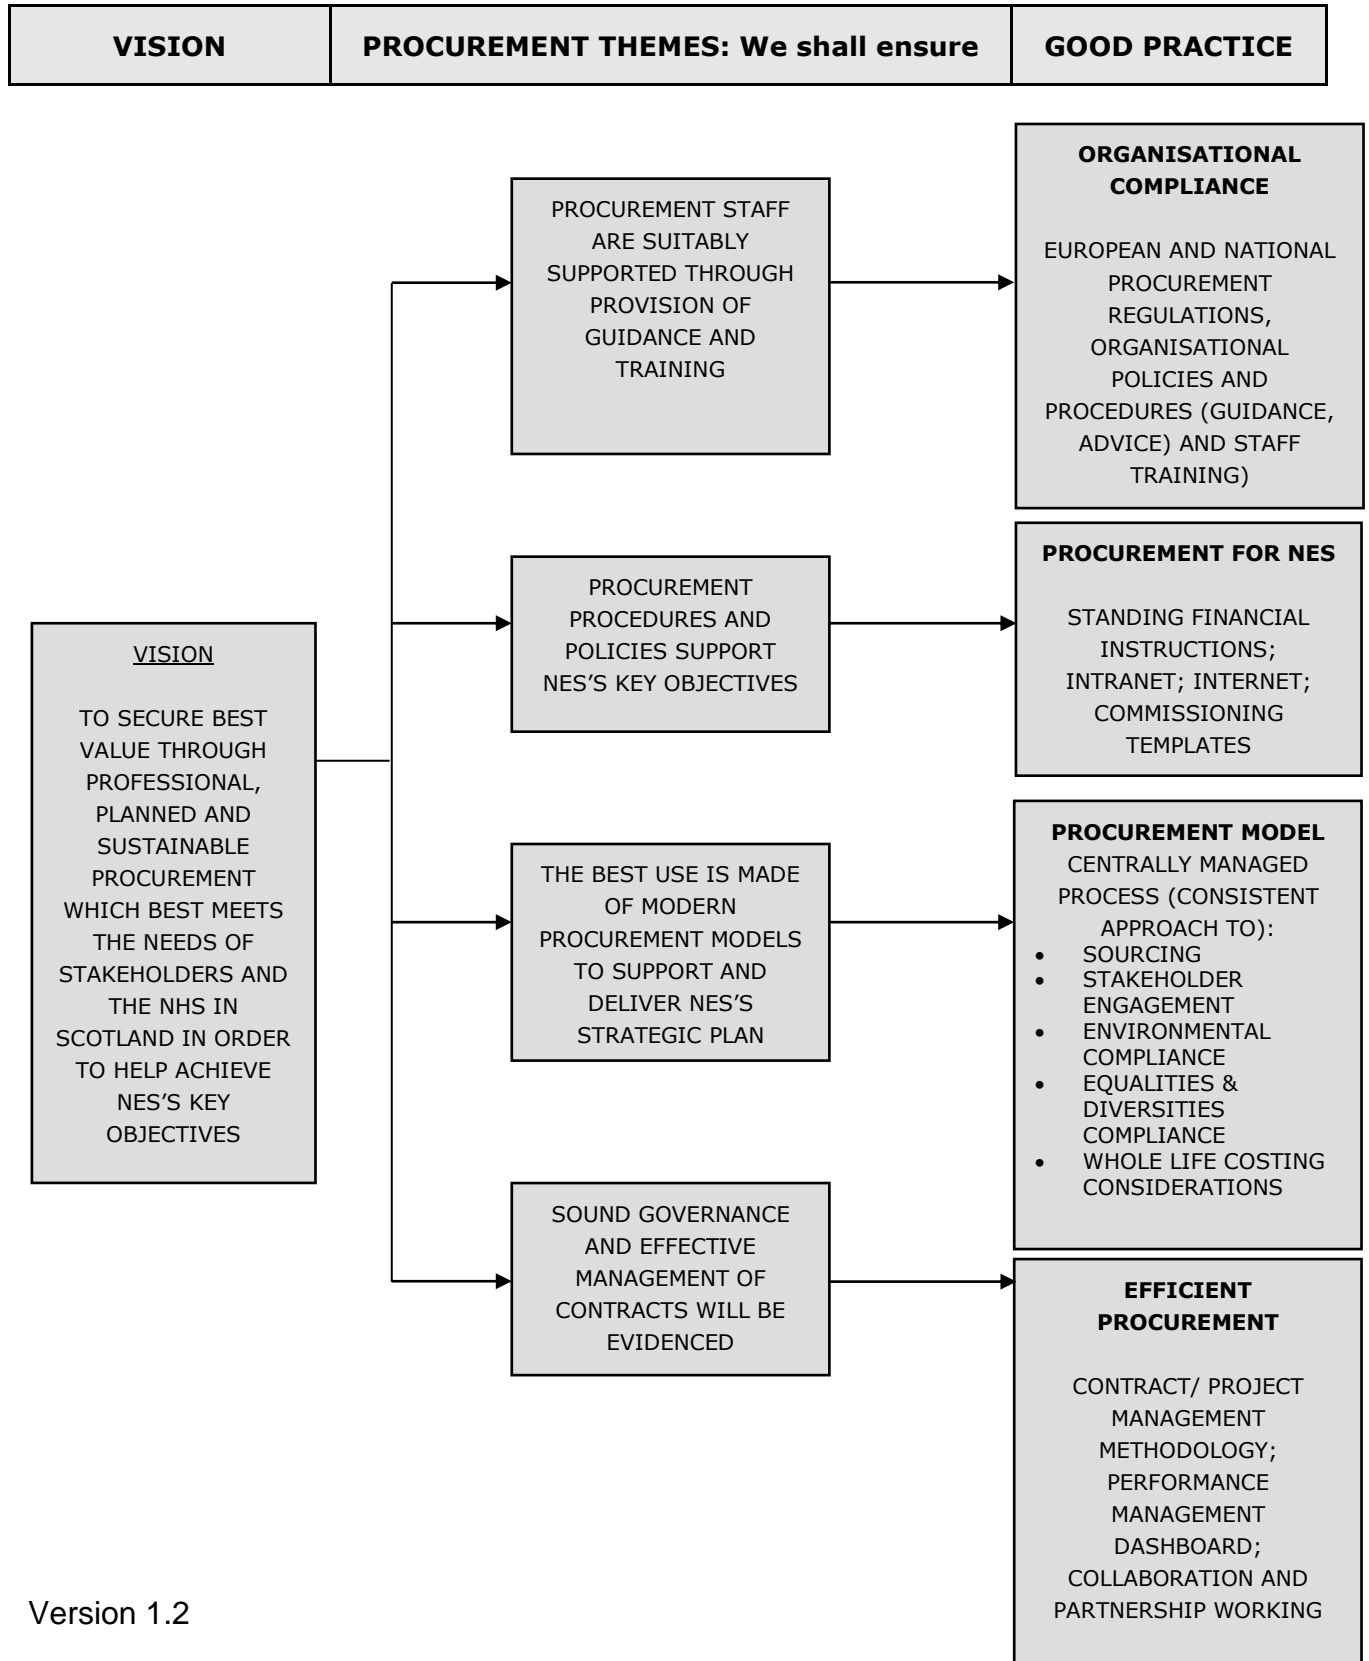 VISION
PROCUREMENT THEMES: We shall ensure
GOOD PRACTICE
VISION
TO SECURE BEST
VALUE THROUGH
PROFESSIONAL,
PLANNED AND
SUSTAINABLE
PROCUREMENT
WHICH BEST MEETS
THE NEEDS OF
STAKEHOLDERS AND
THE NHS IN
SCOTLAND IN ORDER
TO HELP ACHIEVE
NES’S KEY
OBJECTIVES
PROCUREMENT STAFF
ARE SUITABLY
SUPPORTED THROUGH
PROVISION OF
GUIDANCE AND
TRAINING
ORGANISATIONAL
COMPLIANCE
EUROPEAN AND NATIONAL
PROCUREMENT
REGULATIONS,
ORGANISATIONAL
POLICIES AND
PROCEDURES (GUIDANCE,
ADVICE) AND STAFF
TRAINING)
PROCUREMENT
PROCEDURES AND
POLICIES SUPPORT
NES’S KEY OBJECTIVES
PROCUREMENT FOR NES
STANDING FINANCIAL
INSTRUCTIONS;
INTRANET; INTERNET;
COMMISSIONING
TEMPLATES
THE BEST USE IS MADE
OF MODERN
PROCUREMENT MODELS
TO SUPPORT AND
DELIVER NES’S
STRATEGIC PLAN
PROCUREMENT MODEL
CENTRALLY MANAGED
PROCESS (CONSISTENT
APPROACH TO):
• SOURCING
• STAKEHOLDER
ENGAGEMENT
• ENVIRONMENTAL
COMPLIANCE
• EQUALITIES &
DIVERSITIES
COMPLIANCE
• WHOLE LIFE COSTING
CONSIDERATIONS
SOUND GOVERNANCE
AND EFFECTIVE
MANAGEMENT OF
CONTRACTS WILL BE
EVIDENCED
EFFICIENT
PROCUREMENT
CONTRACT/ PROJECT
MANAGEMENT
METHODOLOGY;
PERFORMANCE
MANAGEMENT
DASHBOARD;
COLLABORATION AND
PARTNERSHIP WORKING
Version 1.2